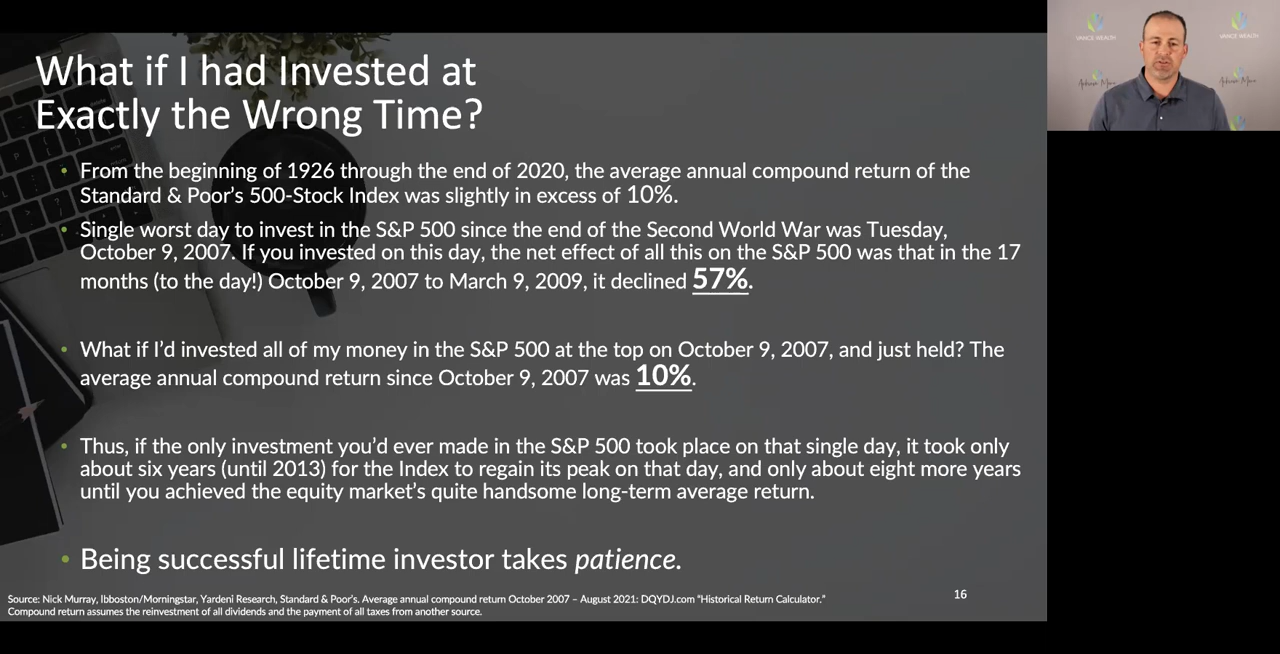 What if I had Invested at
Exactly the Wrong Time?
• From the beginning of 1926 through the end of 2020, the average annual compound return of the
Standard & Poor's 500-Stock Index was slightly in excess of 10%.
• Single worst day to invest in the S&P 500 since the end of the Second World War was Tuesday,
October 9, 2007. If you invested on this day, the net effect of all this on the S&P 500 was that in the 17
months (to the day!) October 9, 2007 to March 9, 2009, it declined 57%.
• What if I'd invested all of my money in the S&P 500 at the top on October 9, 2007, and just held? The
average annual compound return since October 9, 2007 was 10%.
• Thus, if the only investment you'd ever made in the S&P 500 took place on that single day, it took only
about six years (until 2013) for the Index to regain its peak on that day, and only about eight more years
until you achieved the equity market's quite handsome long-term average return.
• Being successful lifetime investor takes patience.
Source: Nick Murray, Ibboston/Morningstar, Yardeni Research, Standard & Poor's. Average annual compound return October 2007 – August 2021: DQYDJ.com "Historical Return Calculator."
Compound return assumes the reinvestment of all dividends and the payment of all taxes from another source.
16
VANCE WEALTH
VANCE WEALTH